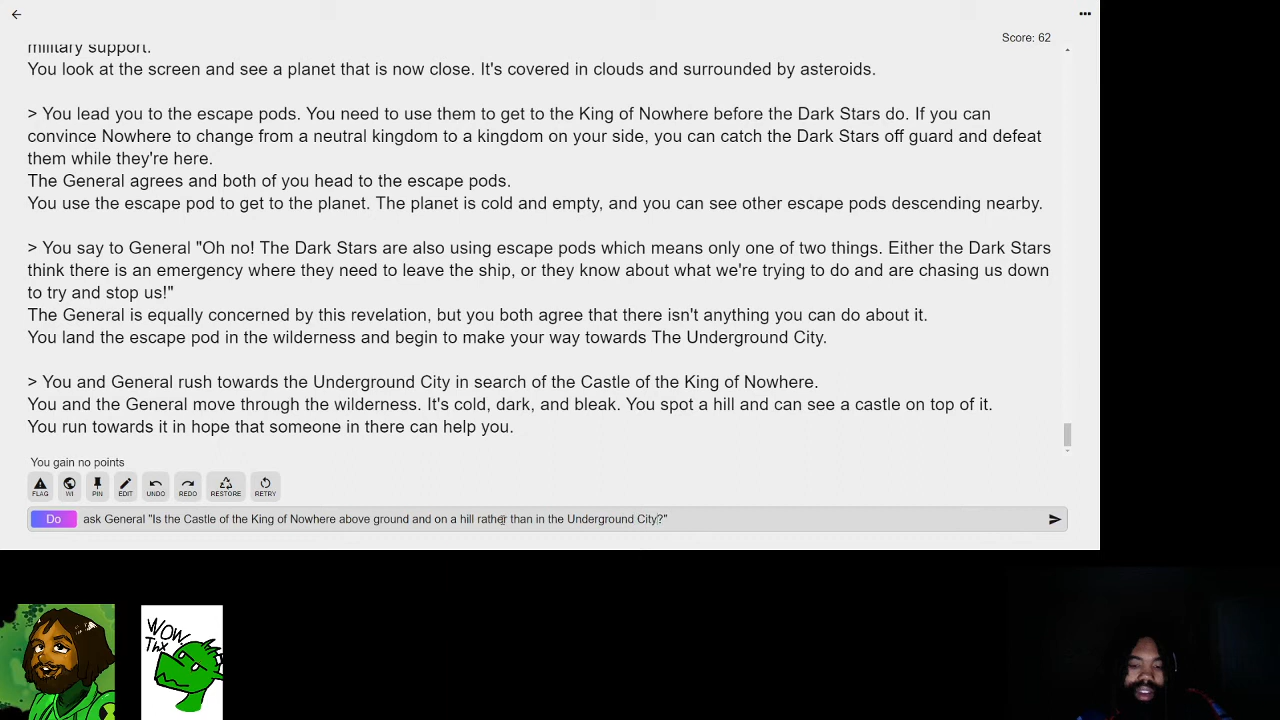 Score: 62
military support.
You look at the screen and see a planet that is now close. It's covered in clouds and surrounded by asteroids.
> You lead you to the escape pods. You need to use them to get to the King of Nowhere before the Dark Stars do. If you can
convince Nowhere to change from a neutral kingdom to a kingdom on your side, you can catch the Dark Stars off guard and defeat
them while they're here.
The General agrees and both of you head to the escape pods.
You use the escape pod to get to the planet. The planet is cold and empty, and you can see other escape pods descending nearby.
> You say to General "Oh no! The Dark Stars are also using escape pods which means only one of two things. Either the Dark Stars
think there is an emergency where they need to leave the ship, or they know about what we're trying to do and are chasing us down
to try and stop us!"
The General is equally concerned by this revelation, but you both agree that there isn't anything you can do about it.
You land the escape pod in the wilderness and begin to make your way towards The Underground City.
> You and General rush towards the Underground City in search of the Castle of the King of Nowhere.
You and the General move through the wilderness. It's cold, dark, and bleak. You spot a hill and can see a castle on top of it.
You run towards it in hope that someone in there can help you.
You gain no points
FLAG WI PIN EDIT UNDO REDO RESTORE RETRY
Do ask General "Is the Castle of the King of Nowhere above ground and on a hill rather than in the Underground City?"
WOW
Thx